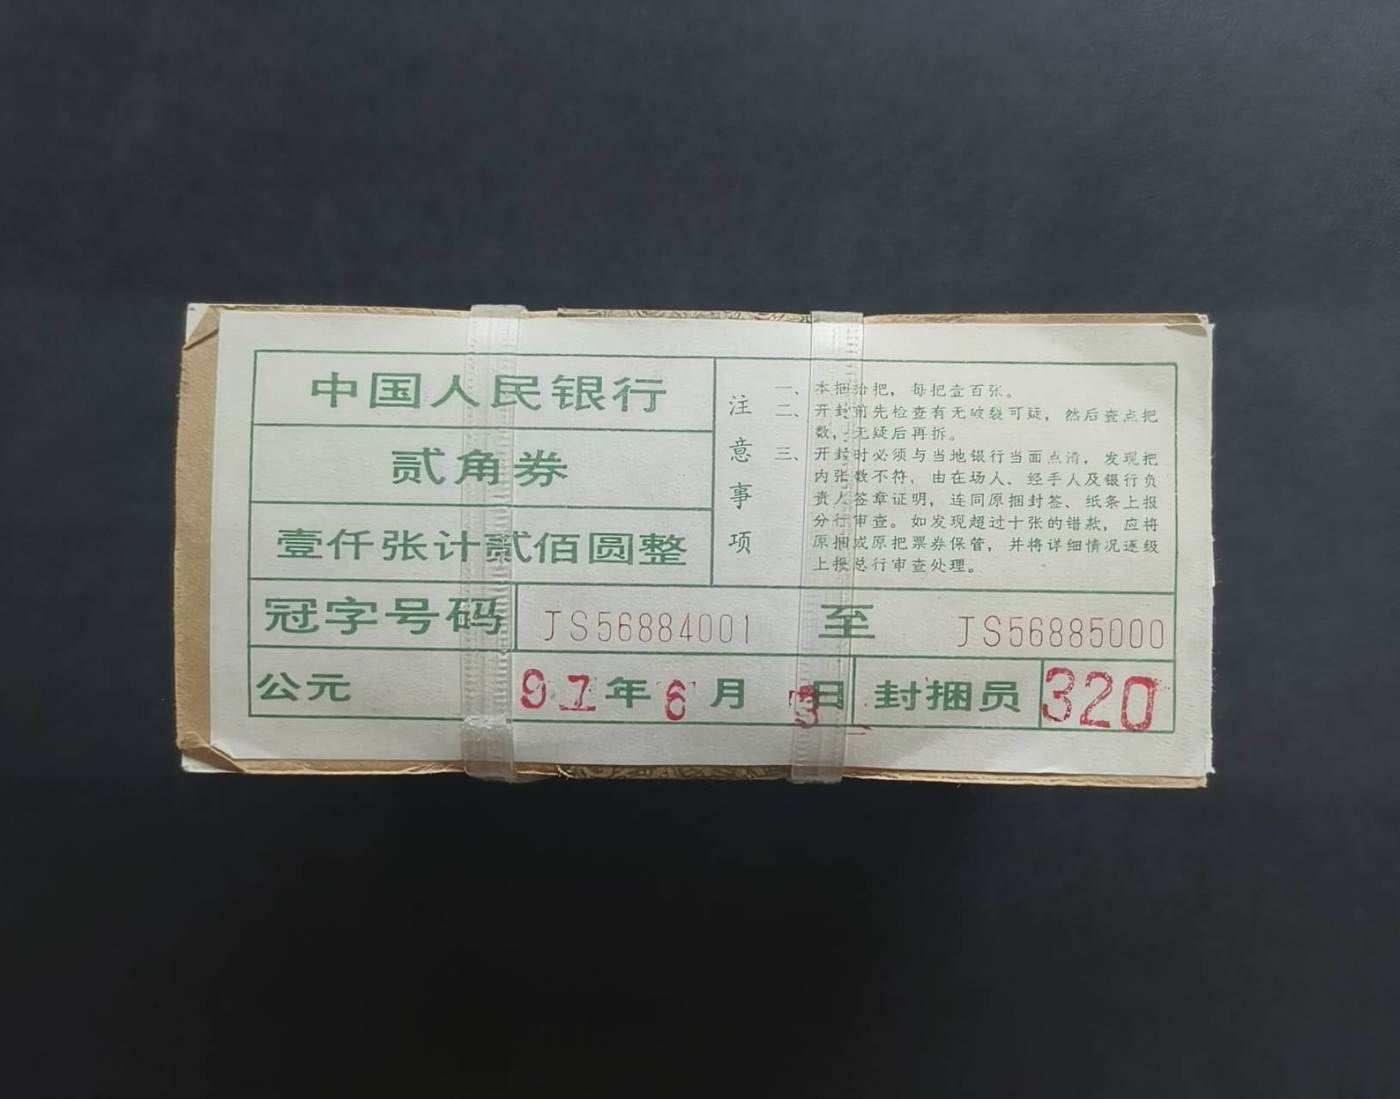 中国人民银行
贰角券
壹仟张计贰佰圆整
注意事项
一、本捆拾把，每把壹百张。
二、开封前先检查有无破裂可疑，然后查点把
数，无疑后再拆。
三、开封时必须与当地银行当面点清，发现把
内张数不符，由在场人、经手人及银行负
责人签章证明，连同原捆封签、纸条上报
分行审查。如发现超过十张的错款，应将
原捆或原把票券保管，并将详细情况逐级
上报总行审查处理。
冠字号码 JS56884001 至 JS56885000
公元 91年6月3日 封捆员 320